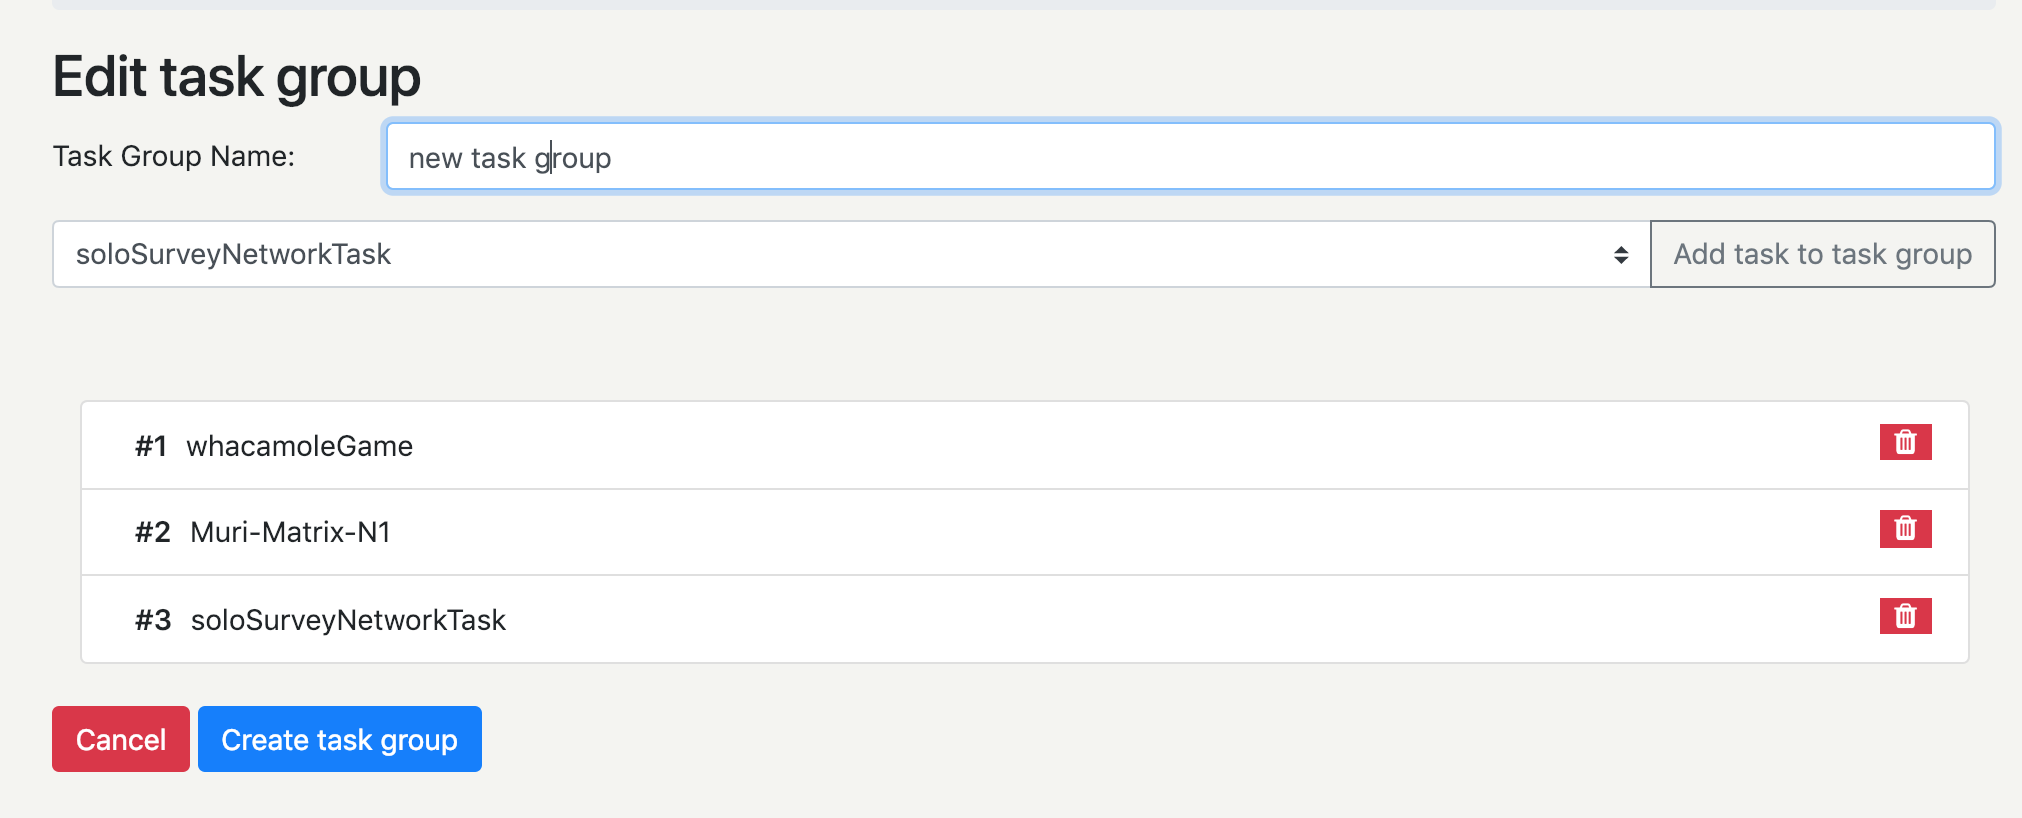 Edit task group
Task Group Name:
new task group
soloSurveyNetworkTask
Add task to task group
#1 whacamoleGame
#2 Muri-Matrix-N1
#3 soloSurveyNetworkTask
Cancel
Create task group